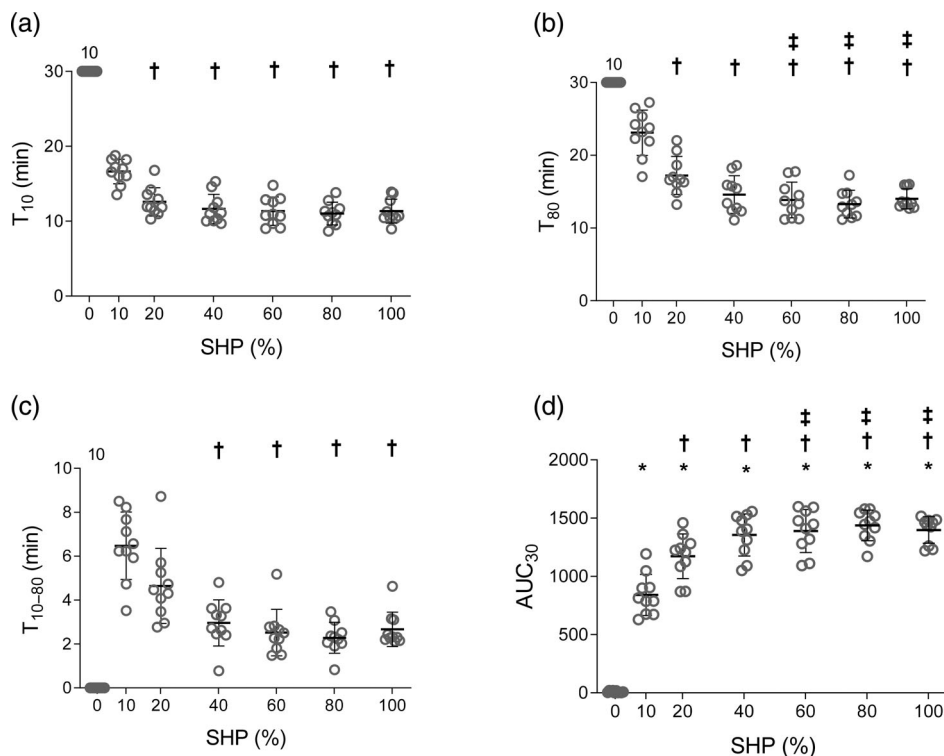 (a)
10
† † † † †
30
20
10
0
T10 (min)
0 10 20 40 60 80 100
SHP (%)
(b)
‡ ‡ ‡
10
† † † † †
30
20
10
0
T80 (min)
0 10 20 40 60 80 100
SHP (%)
(c)
10
† † † †
10
8
6
4
2
0
T10–80 (min)
0 10 20 40 60 80 100
SHP (%)
(d)
‡ ‡ ‡
† † † † †
* * * * * *
2000
1500
1000
500
0
AUC30
0 10 20 40 60 80 100
SHP (%)